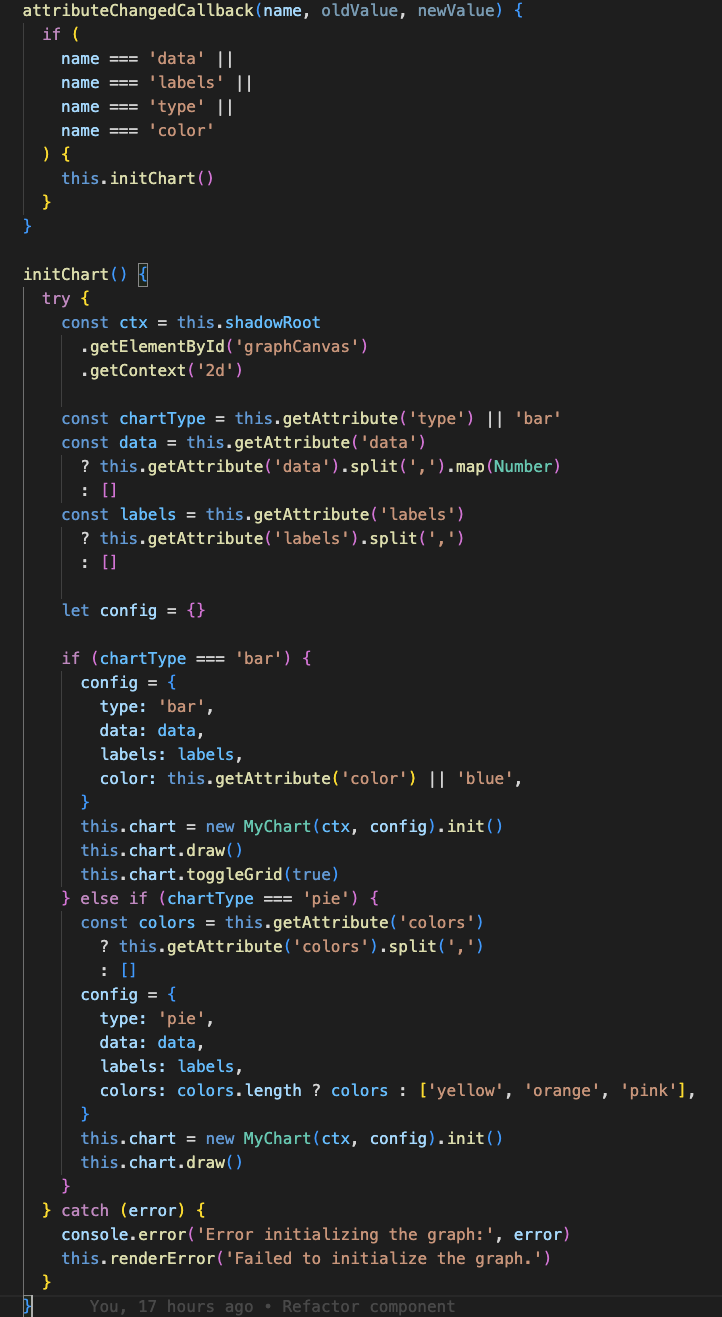 attributeChangedCallback(name, oldValue, newValue) {
  if (
    name === 'data' ||
    name === 'labels' ||
    name === 'type' ||
    name === 'color'
  ) {
    this.initChart()
  }
}

initChart() {
  try {
    const ctx = this.shadowRoot
      .getElementById('graphCanvas')
      .getContext('2d')

    const chartType = this.getAttribute('type') || 'bar'
    const data = this.getAttribute('data')
      ? this.getAttribute('data').split(',').map(Number)
      : []
    const labels = this.getAttribute('labels')
      ? this.getAttribute('labels').split(',')
      : []

    let config = {}

    if (chartType === 'bar') {
      config = {
        type: 'bar',
        data: data,
        labels: labels,
        color: this.getAttribute('color') || 'blue',
      }
      this.chart = new MyChart(ctx, config).init()
      this.chart.draw()
      this.chart.toggleGrid(true)
    } else if (chartType === 'pie') {
      const colors = this.getAttribute('colors')
        ? this.getAttribute('colors').split(',')
        : []
      config = {
        type: 'pie',
        data: data,
        labels: labels,
        colors: colors.length ? colors : ['yellow', 'orange', 'pink'],
      }
      this.chart = new MyChart(ctx, config).init()
      this.chart.draw()
    }
  } catch (error) {
    console.error('Error initializing the graph:', error)
    this.renderError('Failed to initialize the graph.')
  }
}      You, 17 hours ago • Refactor component